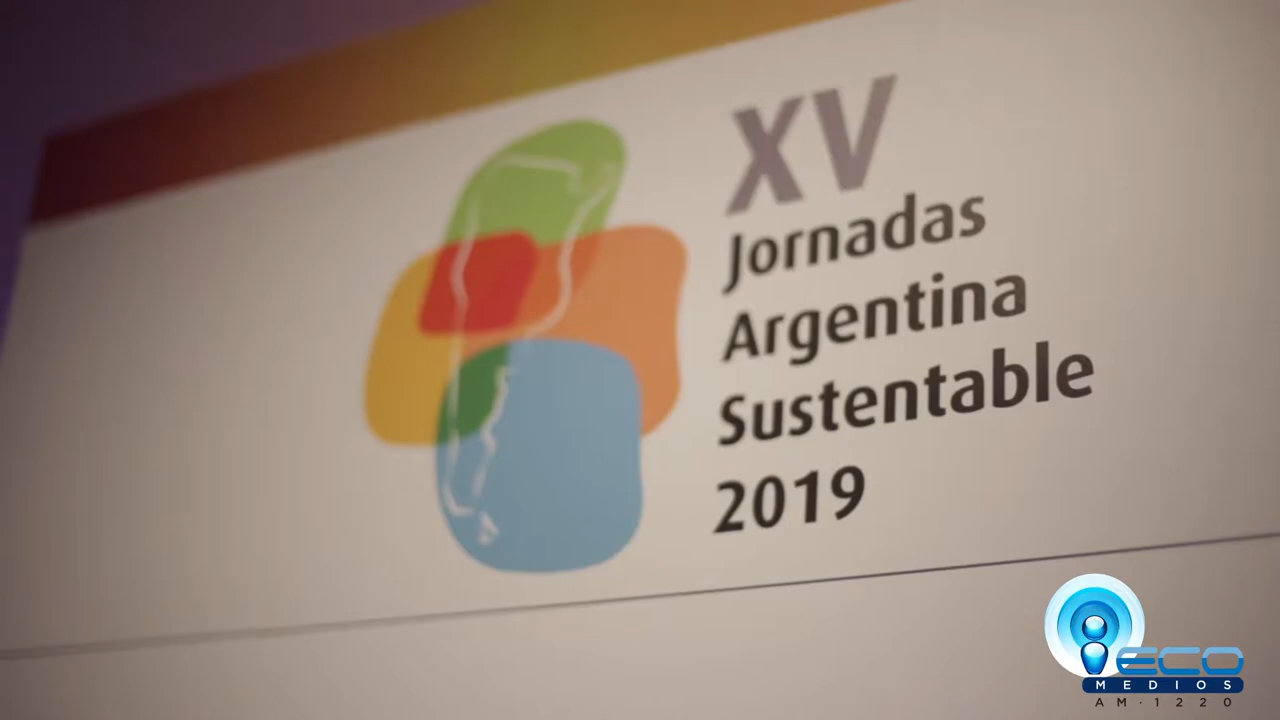 XV
Jornadas
Argentina
Sustentable
2019
ECO
MEDIOS
AM·1220